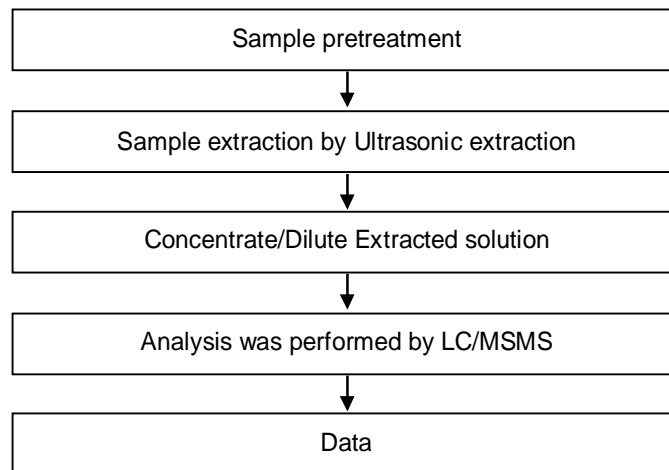 Sample pretreatment
Sample extraction by Ultrasonic extraction
Concentrate/Dilute Extracted solution
Analysis was performed by LC/MSMS
Data